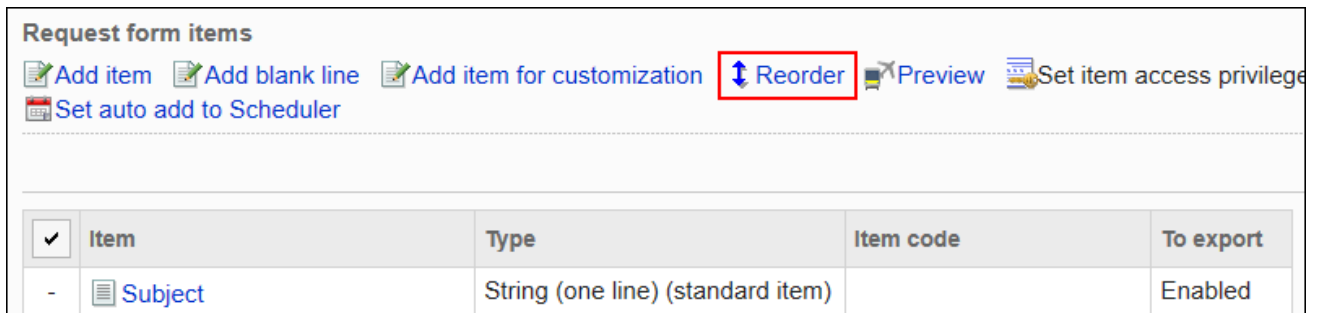 Request form items
Add item Add blank line Add item for customization Reorder Preview Set item access privilege
Set auto add to Scheduler
Item Type Item code To export
- Subject String (one line) (standard item) Enabled